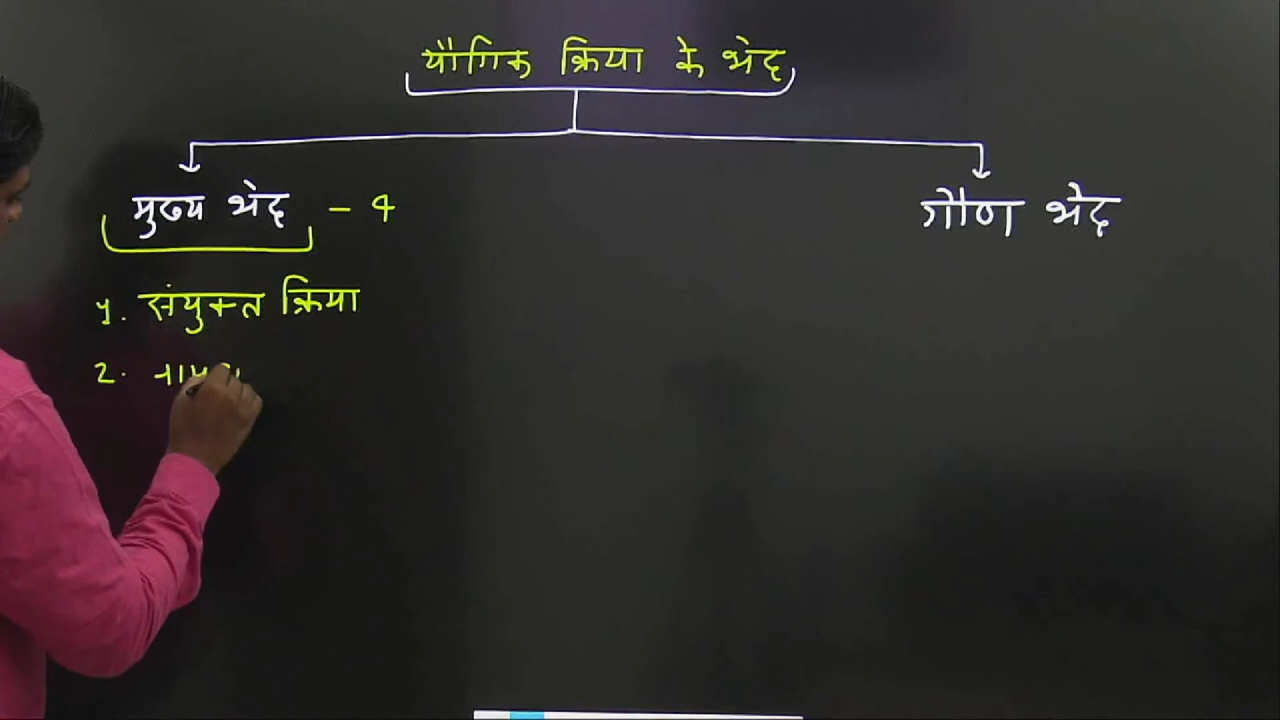 यौगिक क्रिया के भेद
मुख्य भेद - 4
गौण भेद
1. संयुक्त क्रिया
2.